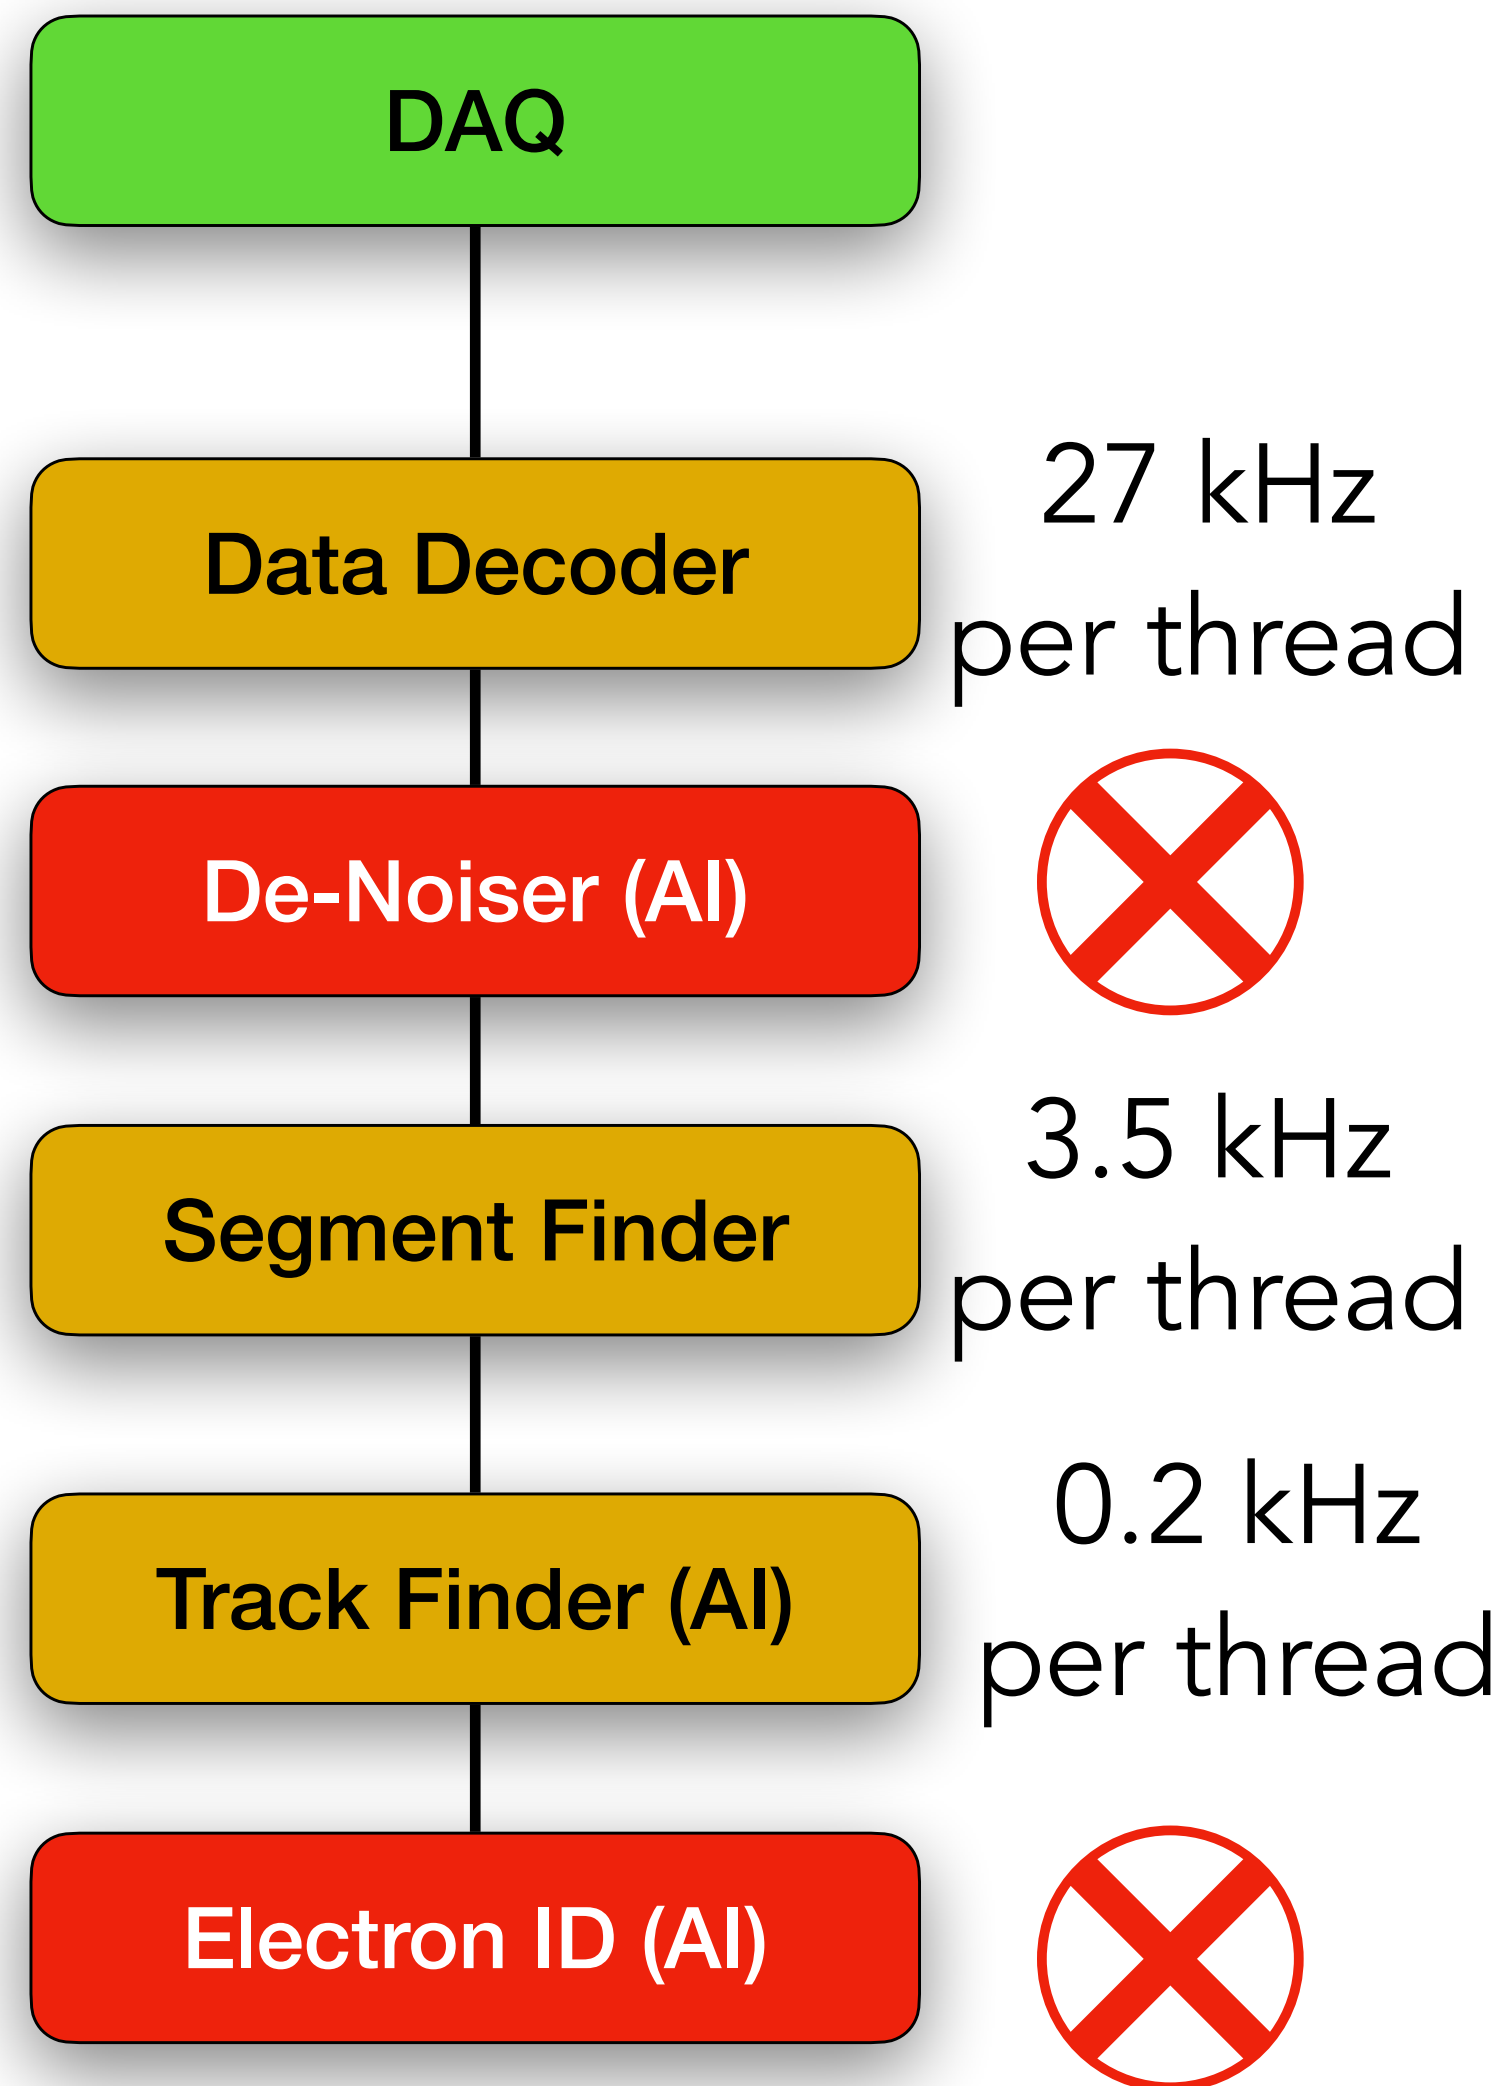 DAQ
Data Decoder
27 kHz
per thread
De-Noiser (AI)
Segment Finder
3.5 kHz
per thread
Track Finder (AI)
0.2 kHz
per thread
Electron ID (AI)